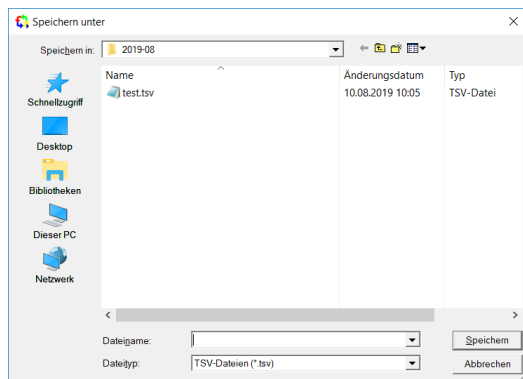 Speichern unter
Speichern in: 2019-08
Name Änderungsdatum Typ
test.tsv 10.08.2019 10:05 TSV-Datei
Schnellzugriff
Desktop
Bibliotheken
Dieser PC
Netzwerk
Dateiname: Speichern
Dateityp: TSV-Dateien (*.tsv) Abbrechen